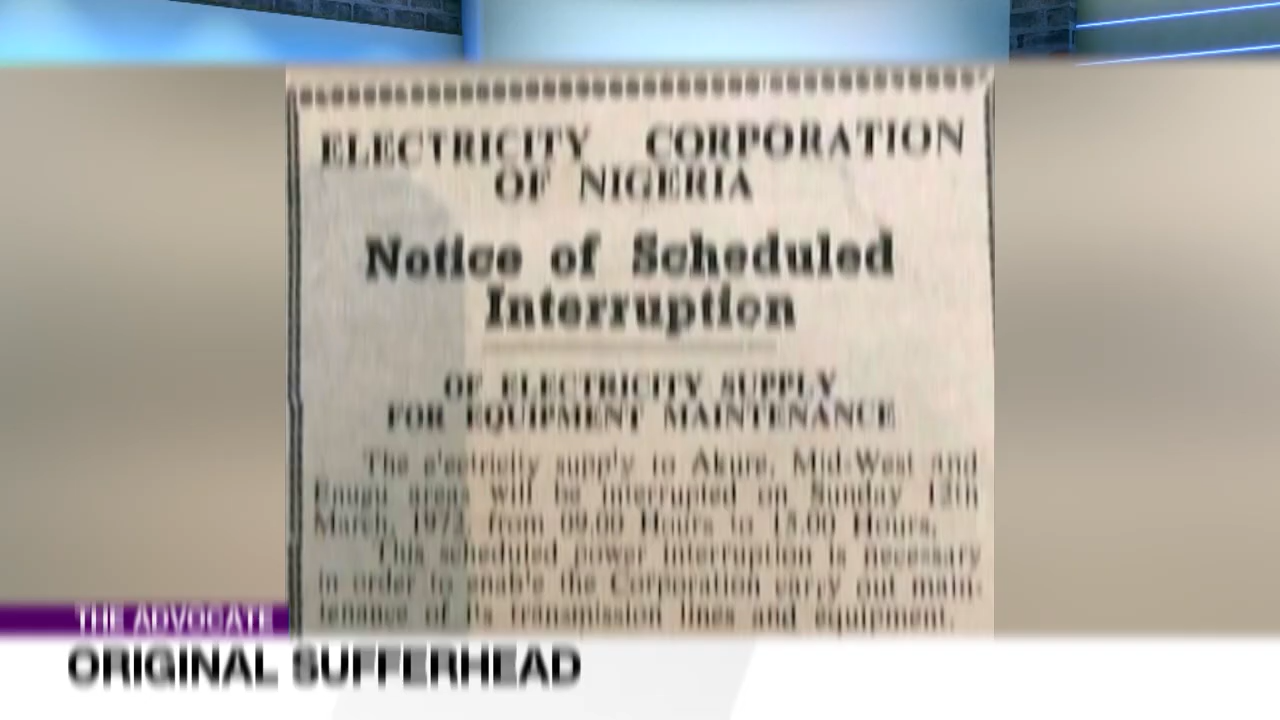 ELECTRICITY CORPORATION
OF NIGERIA
Notice of Scheduled
Interruption
OF ELECTRICITY SUPPLY
FOR EQUIPMENT MAINTENANCE
The electricity supply to Akure, Mid-West and
Enugu areas will be interrupted on Sunday 12th
March, 1972 from 09.00 Hours to 15.00 Hours.
This scheduled power interruption is necessary
in order to enable the Corporation carry out main-
tenance of its transmission lines and equipment.
THE ADVOCATE
ORIGINAL SUFFERHEAD